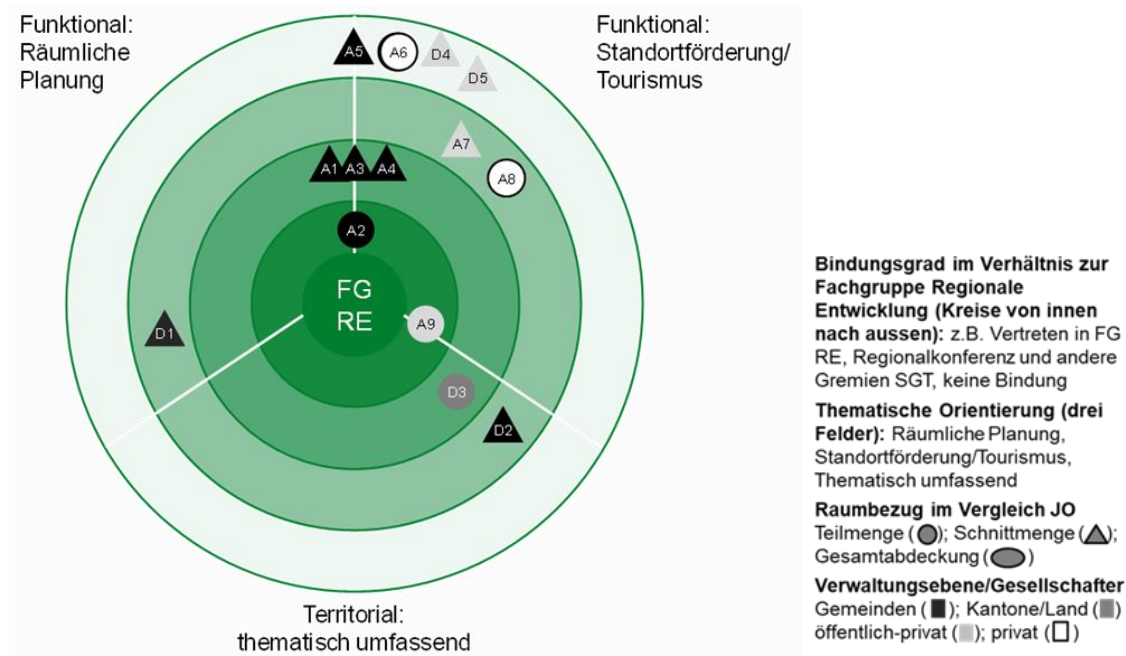 Funktional:
Räumliche
Planung
Funktional:
Standortförderung/
Tourismus
A5
A6
D4
D5
A7
A8
A1
A3
A4
A2
FG
RE
A9
D1
D3
D2
Territorial:
thematisch umfassend
Bindungsgrad im Verhältnis zur
Fachgruppe Regionale
Entwicklung (Kreise von innen
nach aussen): z.B. Vertreten in FG
RE, Regionalkonferenz und andere
Gremien SGT, keine Bindung
Thematische Orientierung (drei
Felder): Räumliche Planung,
Standortförderung/Tourismus,
Thematisch umfassend
Raumbezug im Vergleich JO
Teilmenge ( ); Schnittmenge ( );
Gesamtabdeckung ( )
Verwaltungsebene/Gesellschafter
Gemeinden ( ); Kantone/Land ( )
öffentlich-privat ( ); privat ( )